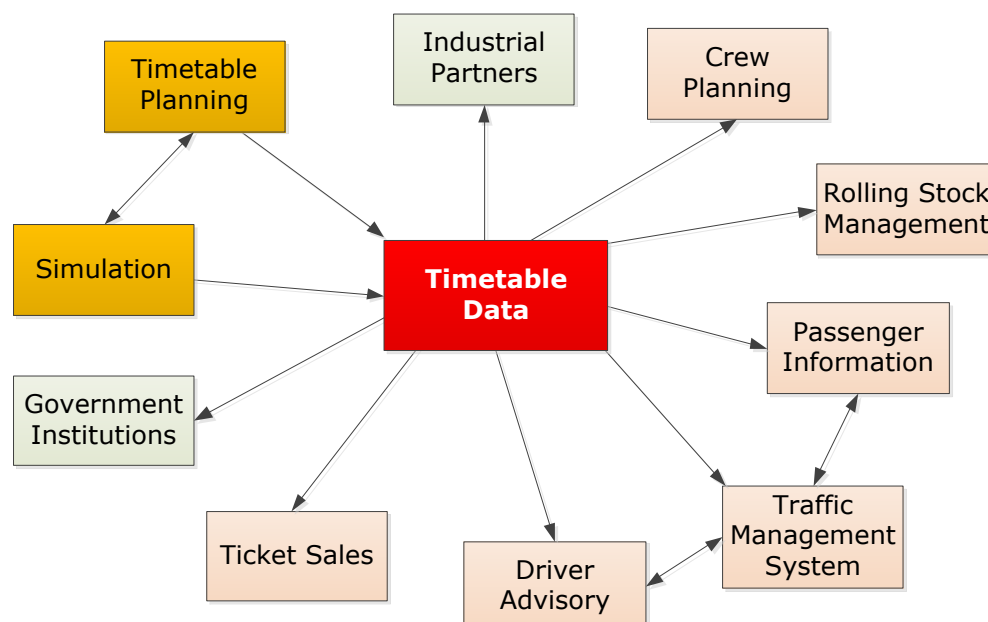 Industrial
Partners
Crew
Planning
Timetable
Planning
Rolling Stock
Management
Simulation
Timetable
Data
Passenger
Information
Government
Institutions
Traffic
Management
System
Ticket Sales
Driver
Advisory